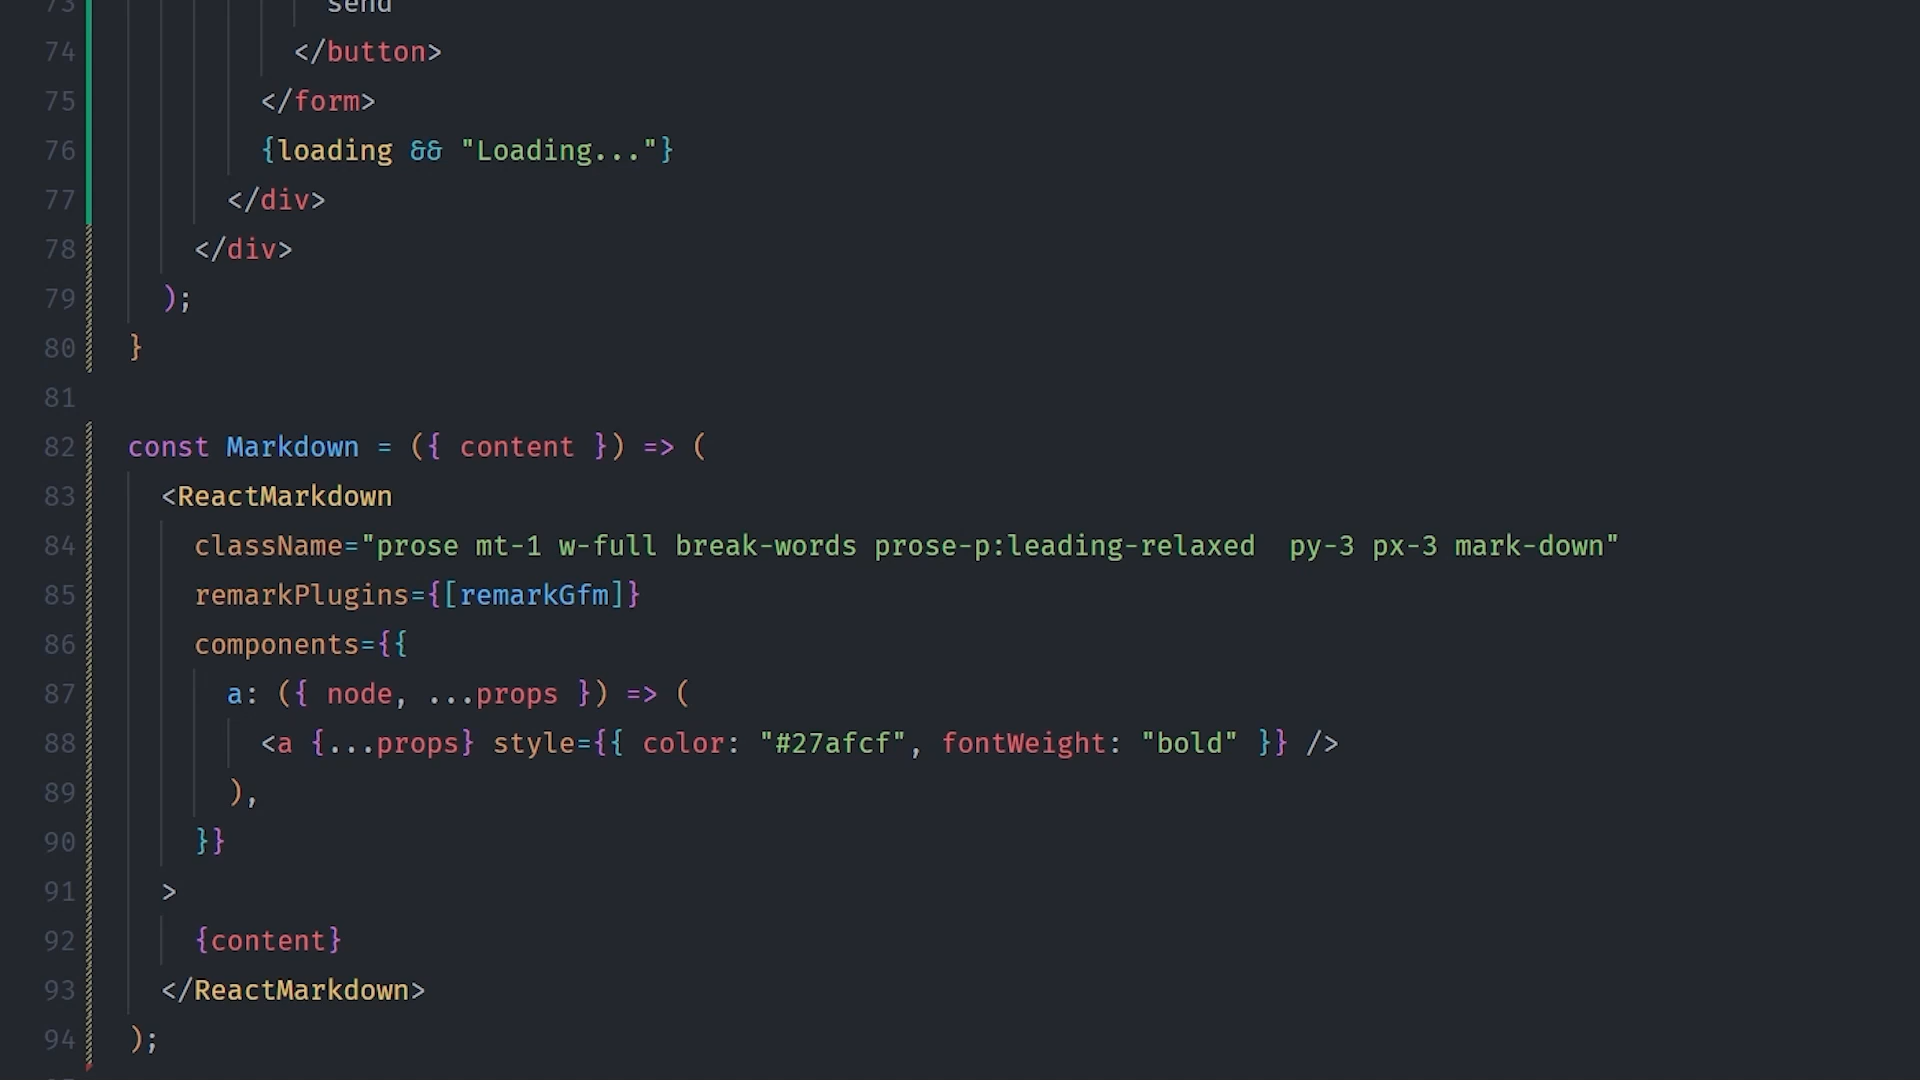 73 send
74 </button>
75 </form>
76 {loading && "Loading..."}
77 </div>
78 </div>
79 );
80 }
81
82 const Markdown = ({ content }) => (
83 <ReactMarkdown
84 className="prose mt-1 w-full break-words prose-p:leading-relaxed  py-3 px-3 mark-down"
85 remarkPlugins={[remarkGfm]}
86 components={{
87 a: ({ node, ...props }) => (
88 <a {...props} style={{ color: "#27afcf", fontWeight: "bold" }} />
89 ),
90 }}
91 >
92 {content}
93 </ReactMarkdown>
94 );